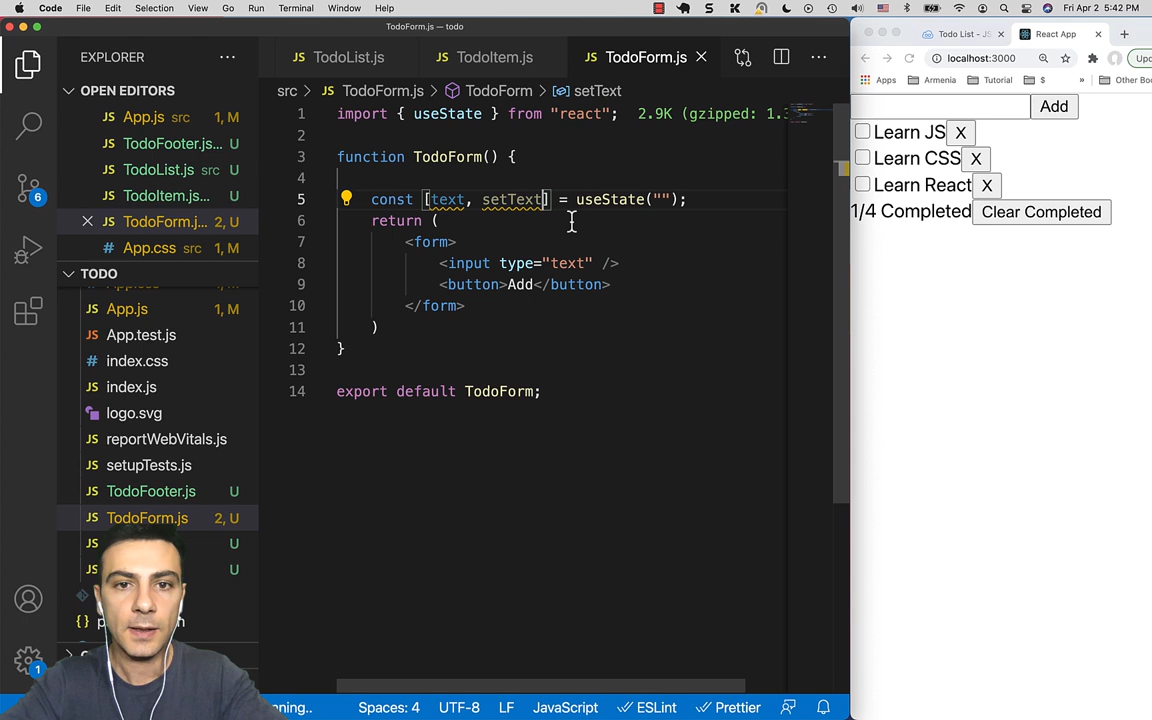 Code File Edit Selection View Go Run Terminal Window Help Fri Apr 2 5:42 PM
TodoForm.js — todo
EXPLORER
OPEN EDITORS
App.js src 1, M
TodoFooter.js... U
TodoList.js src U
TodoItem.js... U
TodoForm.j... 2, U
App.css src 1, M
TODO
App.js 1, M
App.test.js
index.css
index.js
logo.svg
reportWebVitals.js
setupTests.js
TodoFooter.js U
TodoForm.js 2, U
U
U
6
1
TodoList.js TodoItem.js TodoForm.js
src > TodoForm.js > TodoForm > setText
1 import { useState } from "react"; 2.9K (gzipped: 1.
2
3 function TodoForm() {
4
5 const [text, setText] = useState("");
6 return (
7 <form>
8 <input type="text" />
9 <button>Add</button>
10 </form>
11 )
12 }
13
14 export default TodoForm;
Spaces: 4 UTF-8 LF JavaScript ESLint Prettier
Todo List - JS React App
localhost:3000
Apps Armenia Tutorial $ » Other Bo
Add
Learn JS X
Learn CSS X
Learn React X
1/4 Completed Clear Completed